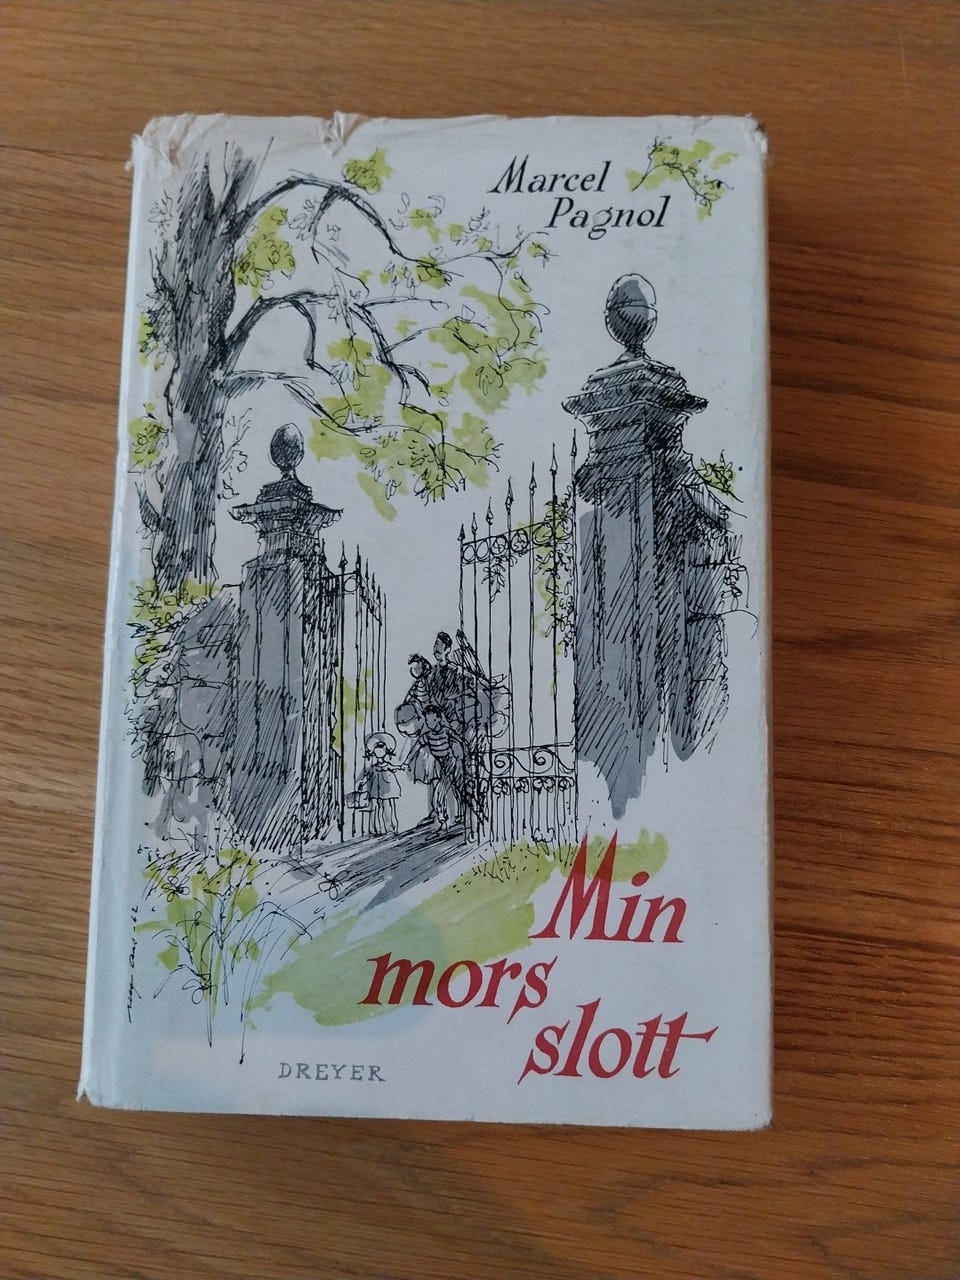 Marcel
Pagnol
Min
mors
slott
DREYER